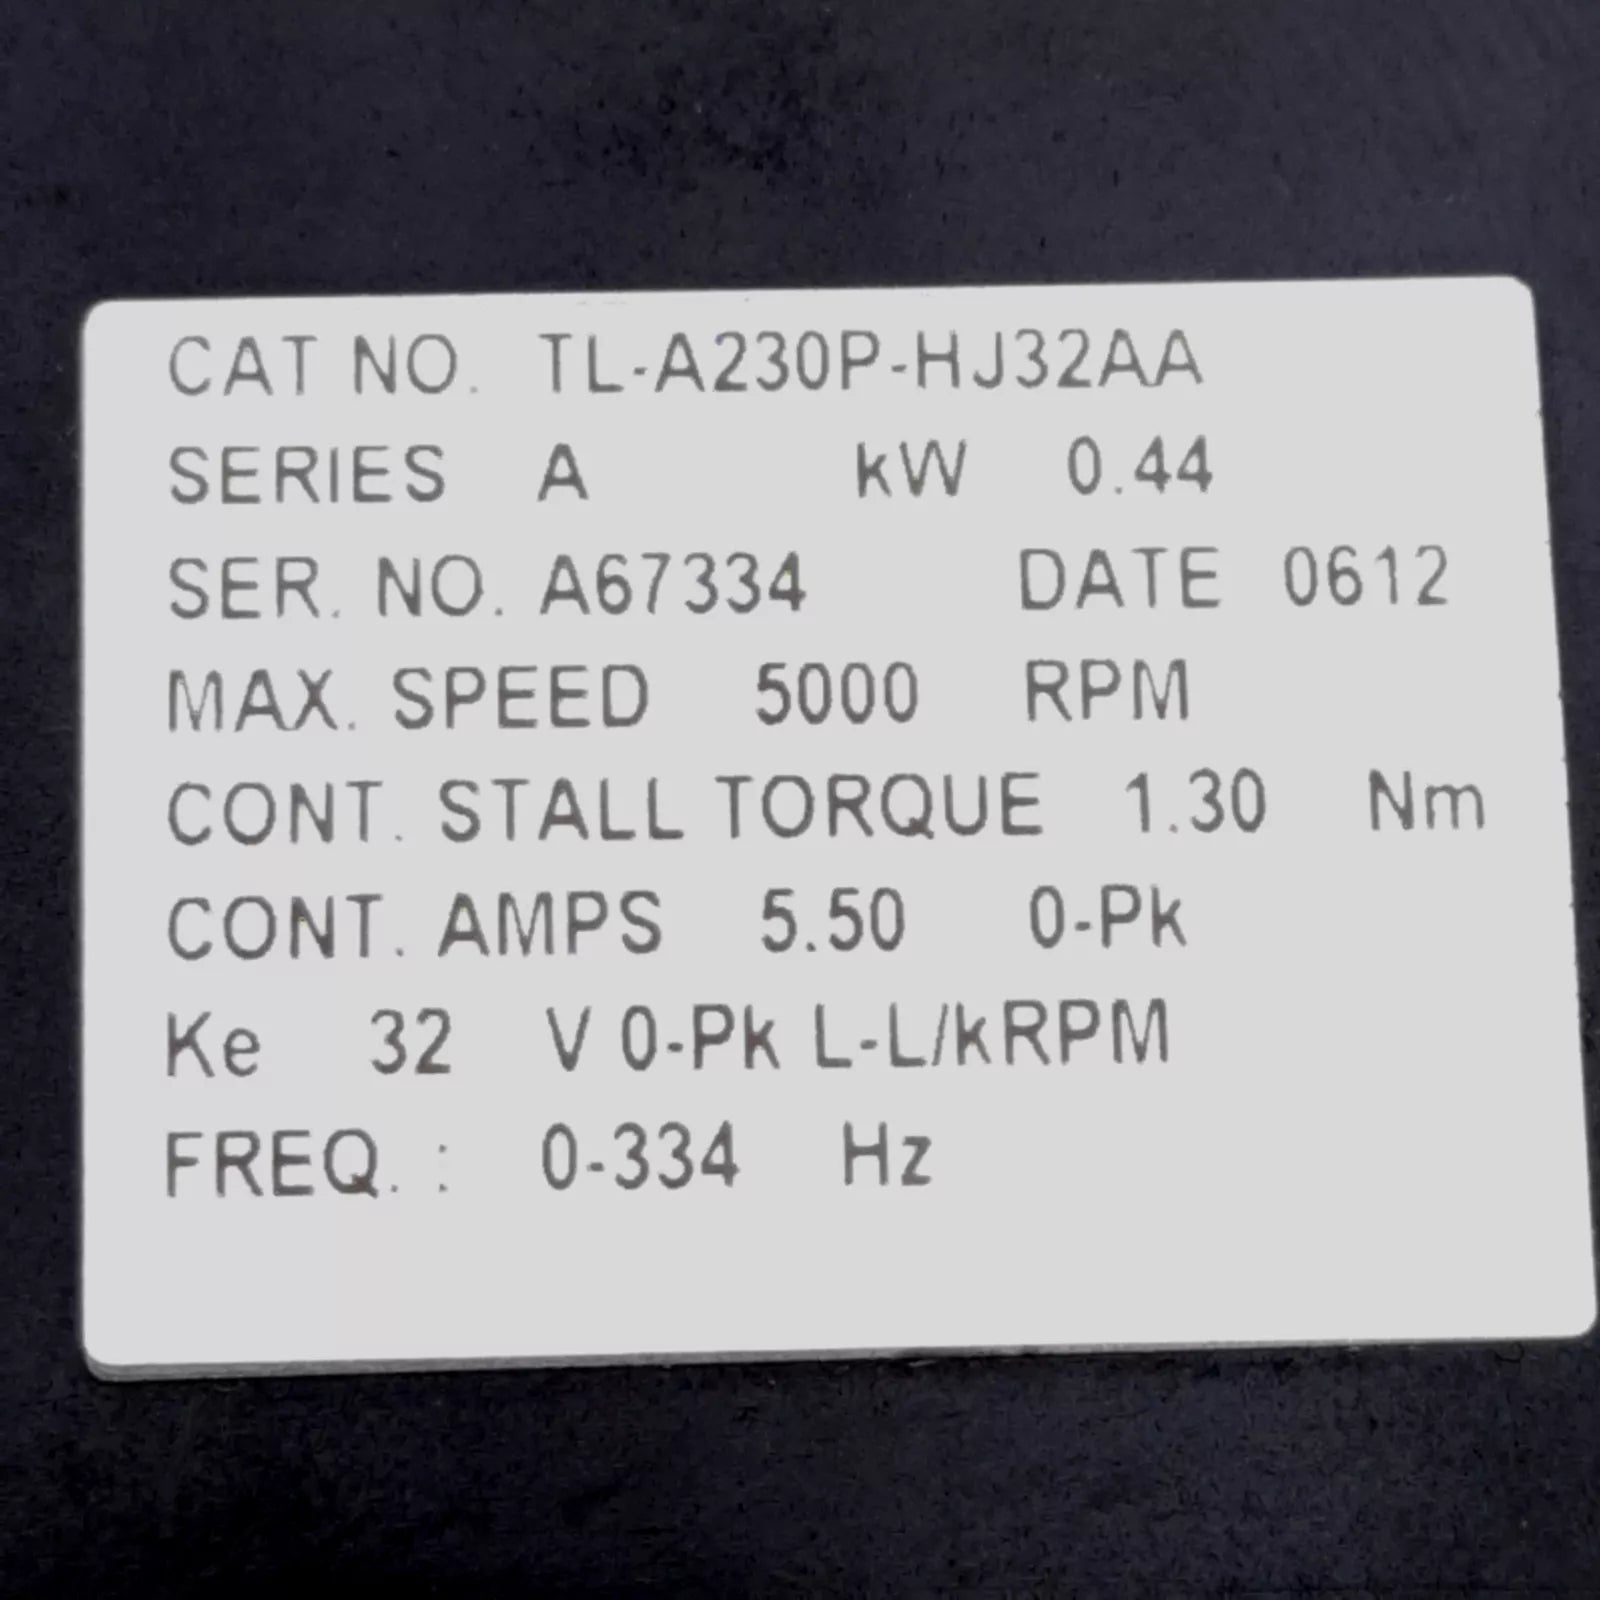 CAT NO. TL-A230P-HJ32AA
SERIES A kW 0.44
SER. NO. A67334 DATE 0612
MAX. SPEED 5000 RPM
CONT. STALL TORQUE 1.30 Nm
CONT. AMPS 5.50 0-Pk
Ke 32 V 0-Pk L-L/kRPM
FREQ. : 0-334 Hz